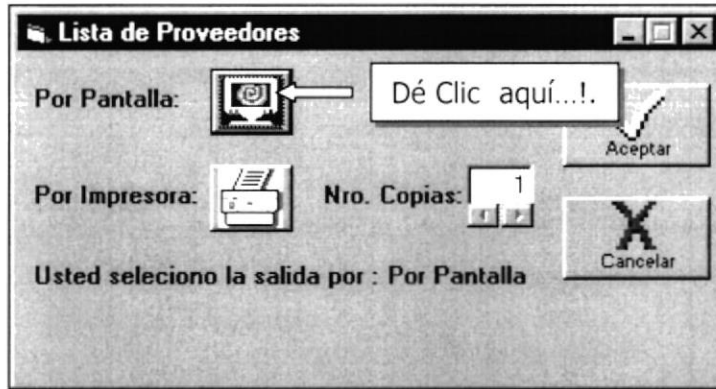 Lista de Proveedores
Por Pantalla:
Dé Clic aquí...!.
Aceptar
Por Impresora:
Nro. Copias:
1
Cancelar
Usted selecciono la salida por : Por Pantalla